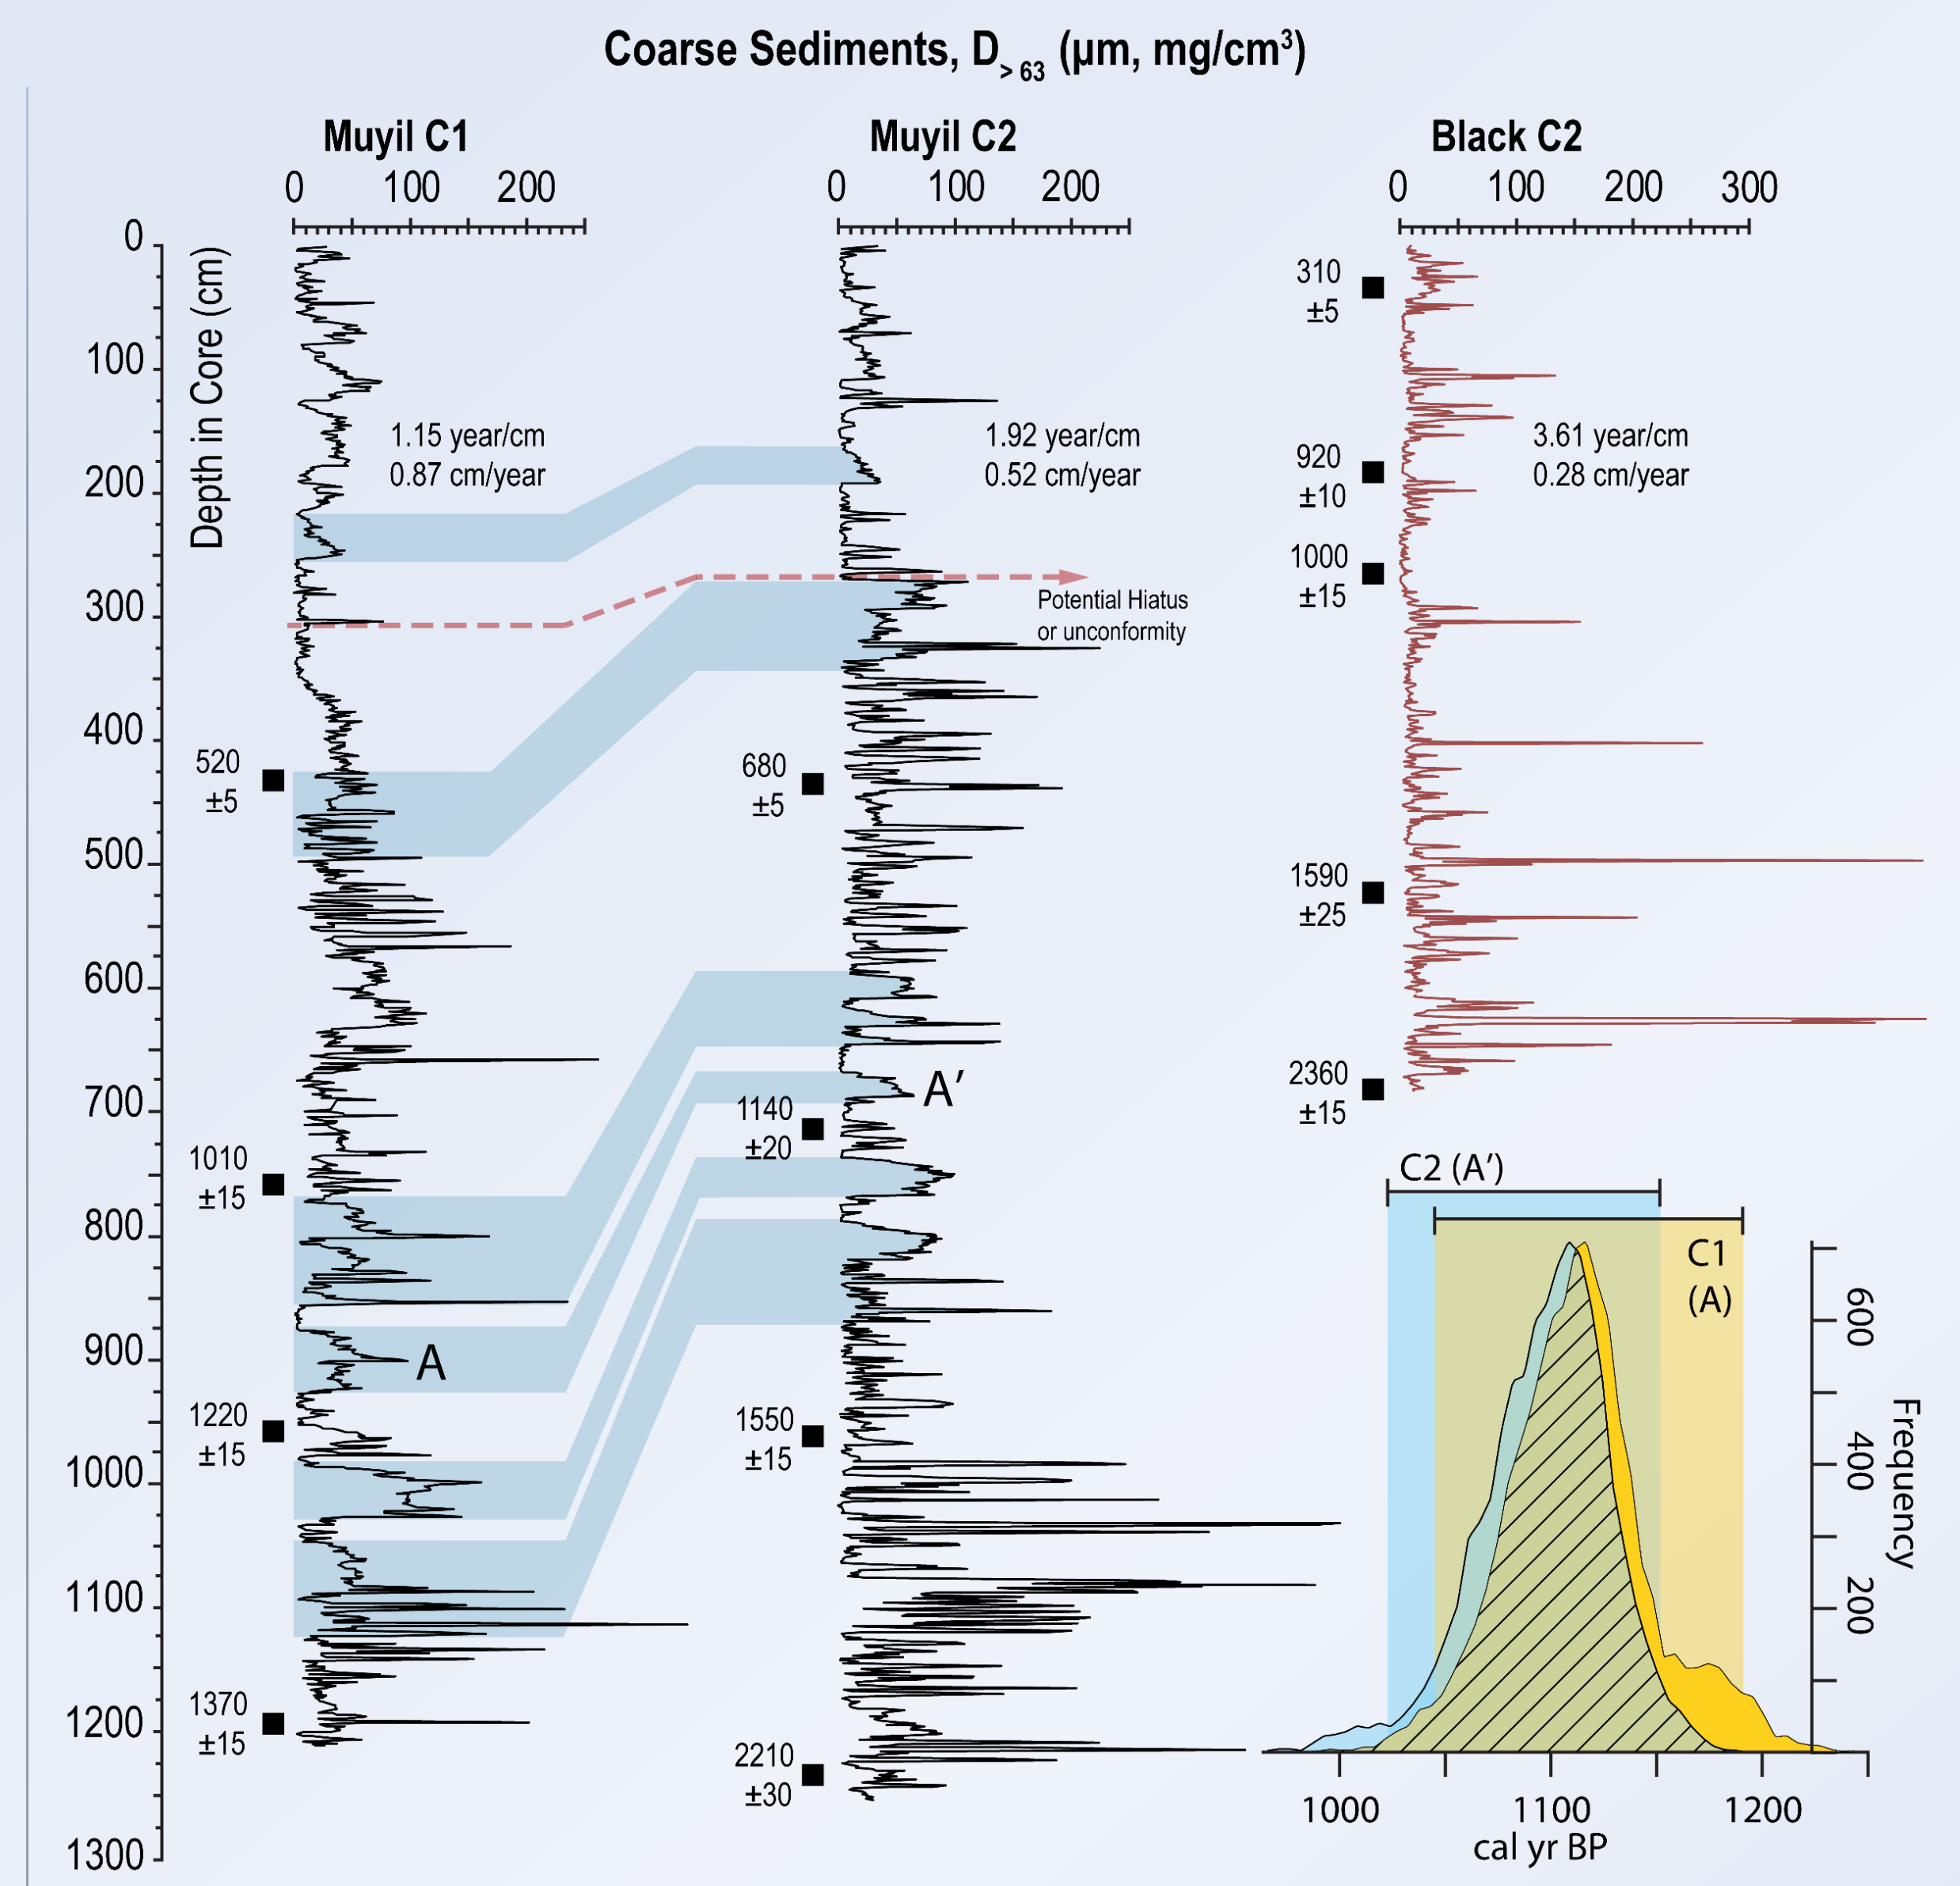 Coarse Sediments, D> 63 (µm, mg/cm³)
Muyil C1
0 100 200
Muyil C2
0 100 200
Black C2
0 100 200 300
Depth in Core (cm)
0
100
200
300
400
500
600
700
800
900
1000
1100
1200
1300
1.15 year/cm
0.87 cm/year
520
±5
1010
±15
A
1220
±15
1370
±15
1.92 year/cm
0.52 cm/year
Potential Hiatus
or unconformity
680
±5
A′
1140
±20
1550
±15
2210
±30
310
±5
3.61 year/cm
0.28 cm/year
920
±10
1000
±15
1590
±25
2360
±15
C2 (A′)
C1
(A)
600
400
200
Frequency
1000 1100 1200
cal yr BP